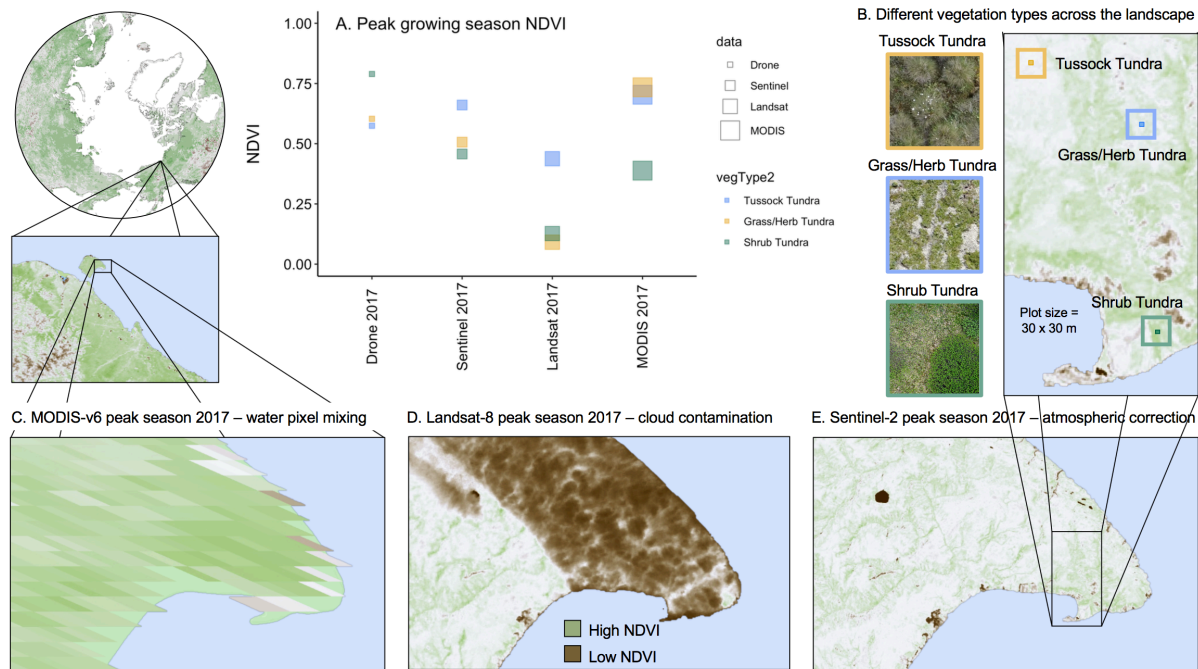 A. Peak growing season NDVI
NDVI
1.00
0.75
0.50
0.25
0.00
Drone 2017
Sentinel 2017
Landsat 2017
MODIS 2017
data
Drone
Sentinel
Landsat
MODIS
vegType2
Tussock Tundra
Grass/Herb Tundra
Shrub Tundra
B. Different vegetation types across the landscape
Tussock Tundra
Grass/Herb Tundra
Shrub Tundra
Tussock Tundra
Grass/Herb Tundra
Shrub Tundra
Plot size =
30 x 30 m
C. MODIS-v6 peak season 2017 – water pixel mixing
D. Landsat-8 peak season 2017 – cloud contamination
High NDVI
Low NDVI
E. Sentinel-2 peak season 2017 – atmospheric correction